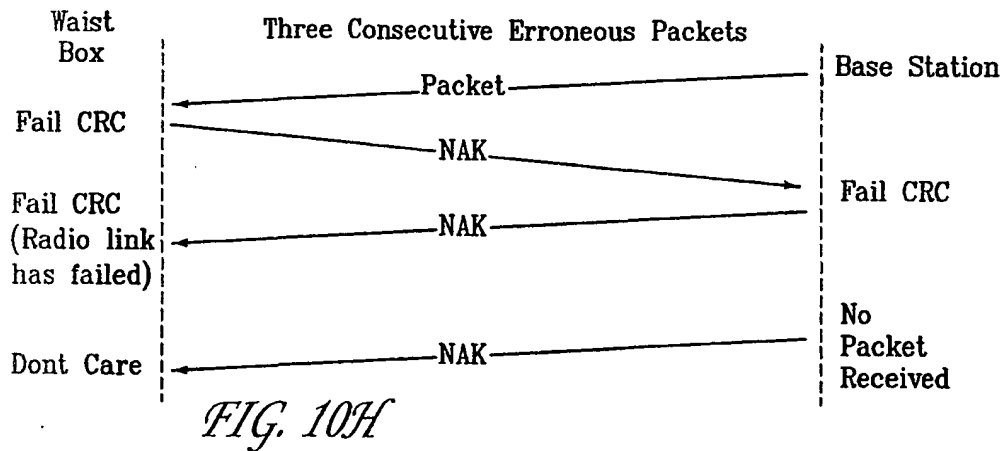 Waist
Box
Three Consecutive Erroneous Packets
Base Station
Packet
Fail CRC
NAK
Fail CRC
Fail CRC
(Radio link
has failed)
NAK
No
Packet
Received
NAK
Dont Care
FIG. 10H